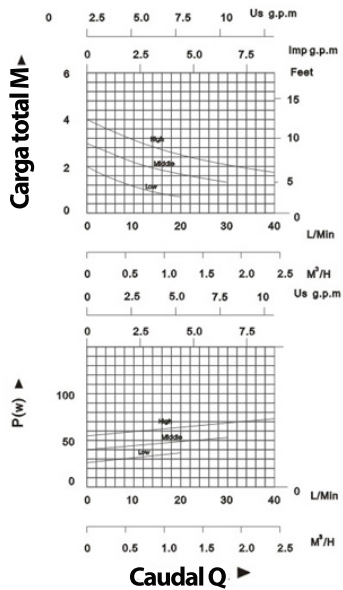 0 2.5 5.0 7.5 10 Us g.p.m
0 2.5 5.0 7.5 Imp g.p.m
6 Feet
15
4
10
High
Middle
2
5
Low
0 0
0 10 20 30 40 L/Min
0 0.5 1.0 1.5 2.0 2.5 M³/H
Carga total M
0 2.5 5.0 7.5 10 Us g.p.m
0 2.5 5.0 7.5
100
High
50
Middle
Low
0 0
P(w)
0 10 20 30 40 L/Min
0 0.5 1.0 1.5 2.0 2.5 M³/H
Caudal Q